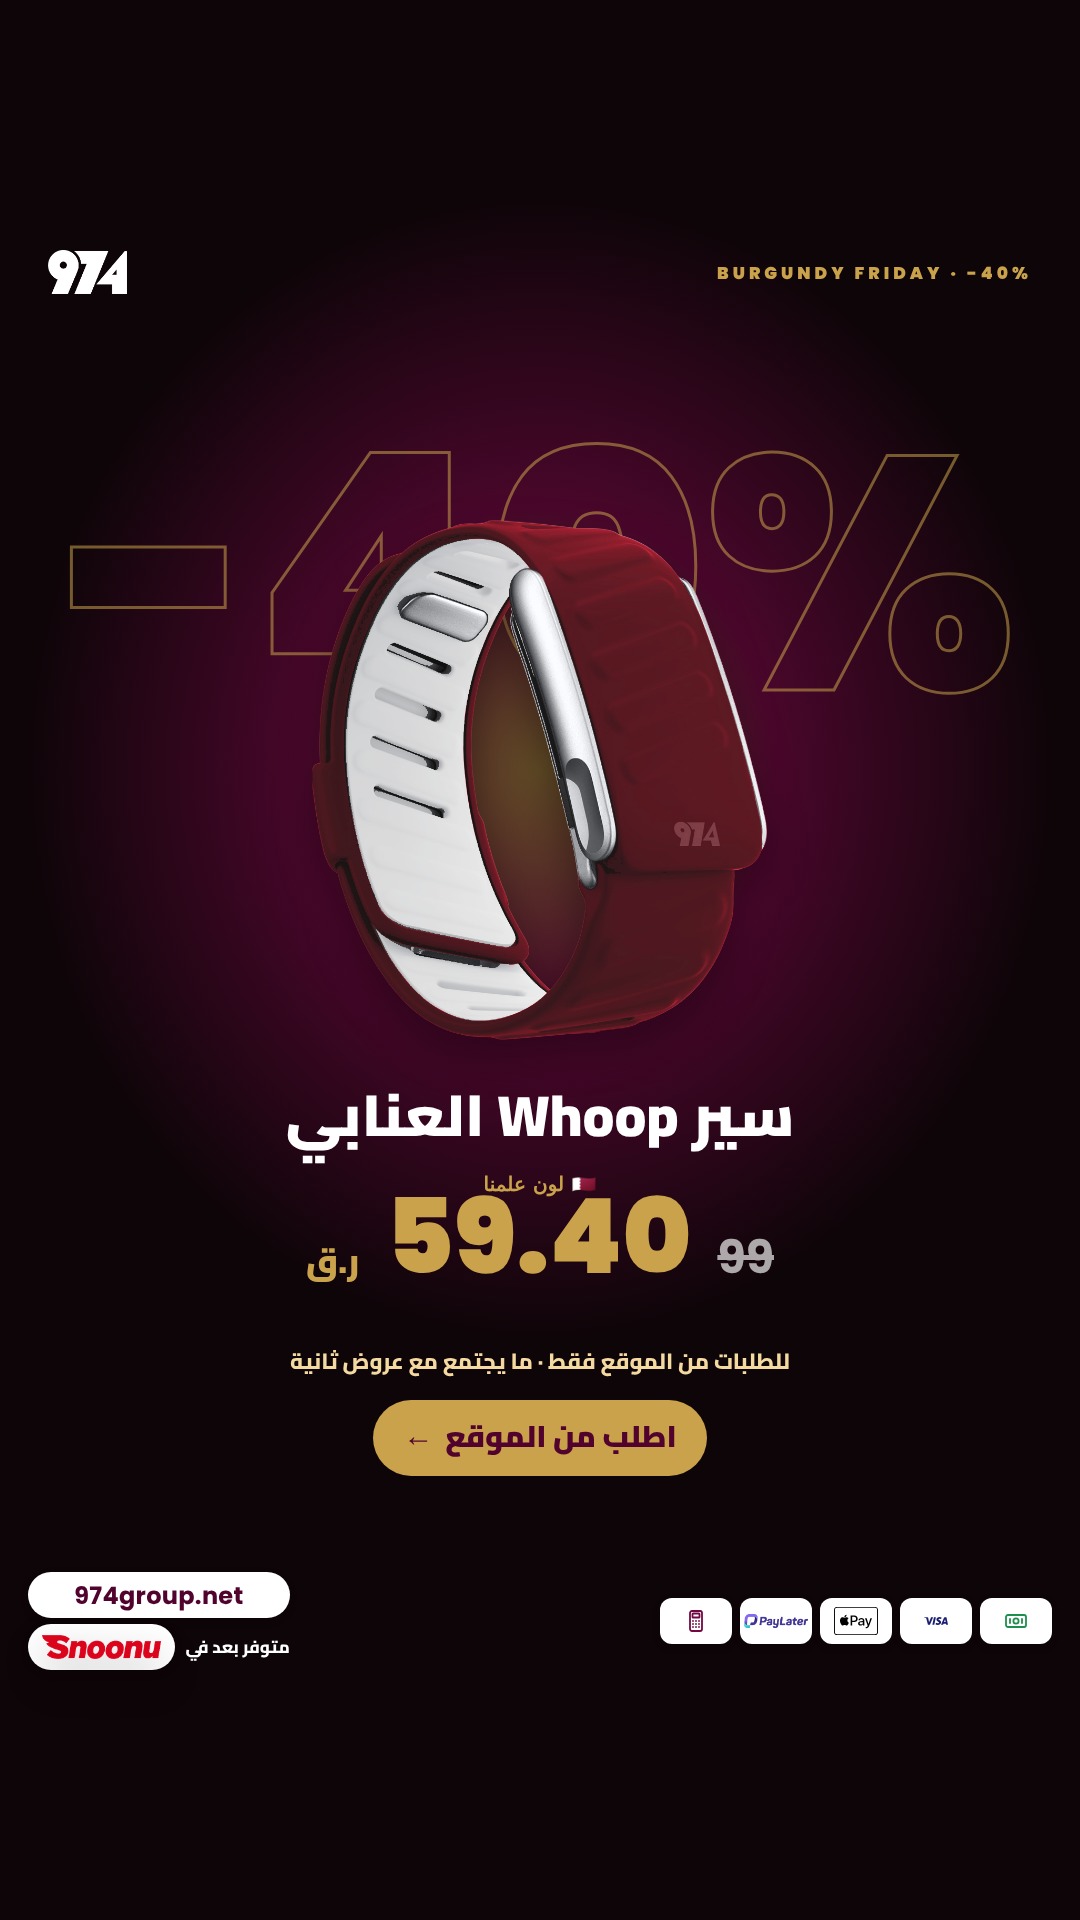 974
BURGUNDY FRIDAY · -40%
-40%
974
سير Whoop العنابي
🇶🇦 لون علمنا
99 59.40 ر.ق
للطلبات من الموقع فقط · ما يجتمع مع عروض ثانية
اطلب من الموقع ←
974group.net
متوفر بعد في Snoonu
PayLater
Pay
VISA